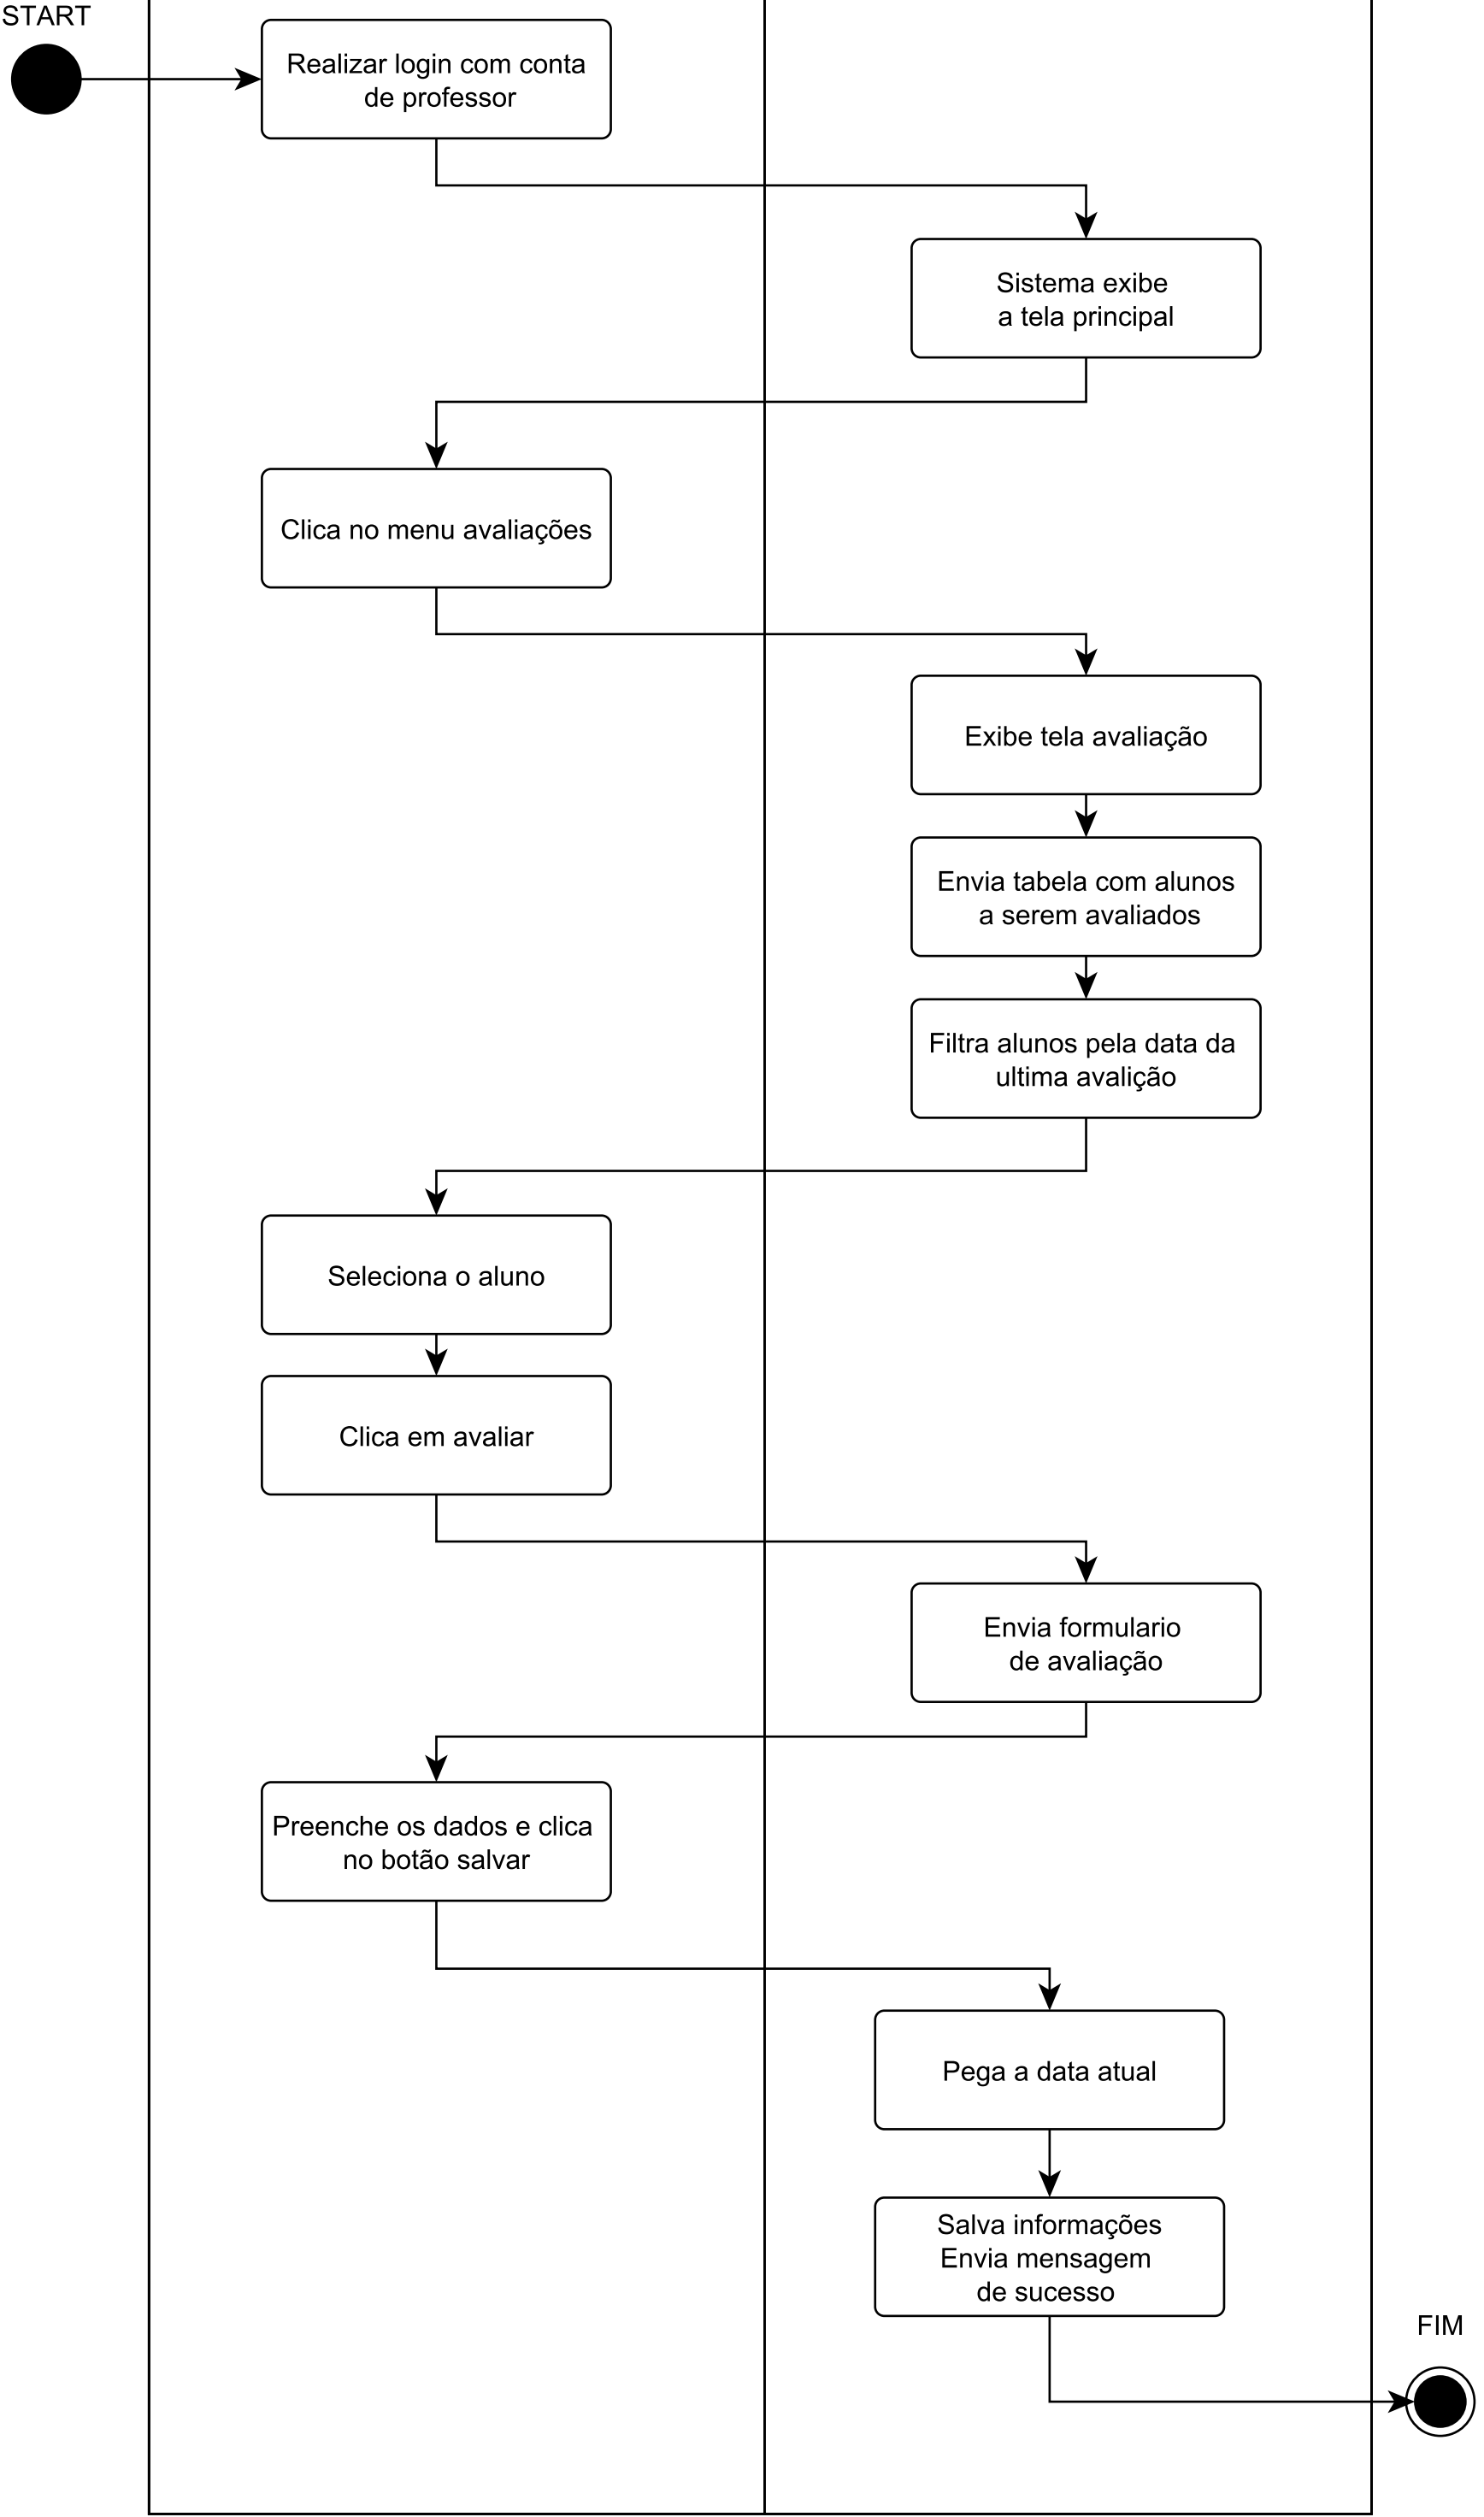 START
Realizar login com conta
de professor
Sistema exibe
a tela principal
Clica no menu avaliações
Exibe tela avaliação
Envia tabela com alunos
a serem avaliados
Filtra alunos pela data da
ultima avalição
Seleciona o aluno
Clica em avaliar
Envia formulario
de avaliação
Preenche os dados e clica
no botão salvar
Pega a data atual
Salva informações
Envia mensagem
de sucesso
FIM